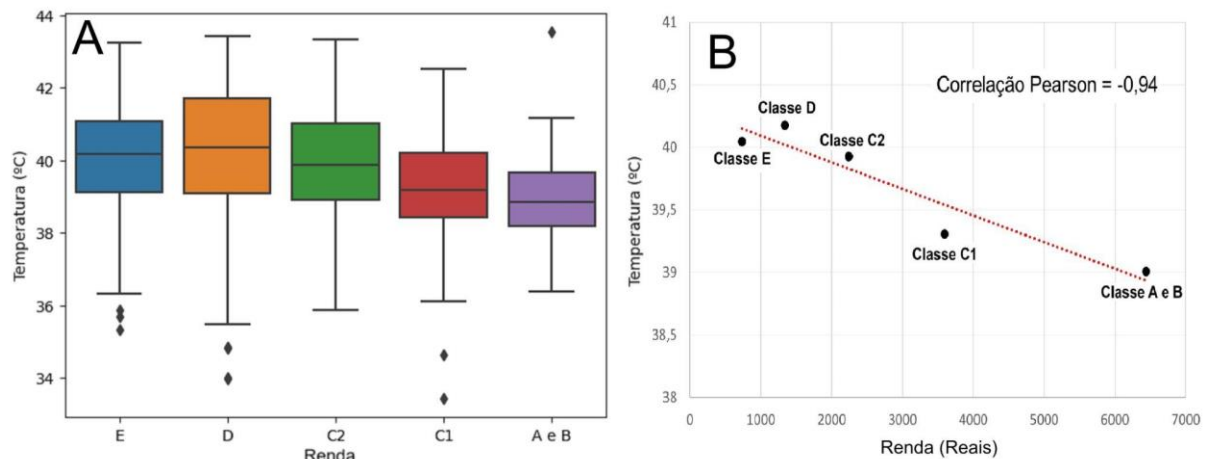 A
44
42
40
38
36
34
Temperatura (ºC)
E D C2 C1 A e B
Renda
B
Correlação Pearson = -0,94
41
40,5
40
39,5
39
38,5
38
Temperatura (ºC)
Classe D
Classe E
Classe C2
Classe C1
Classe A e B
0 1000 2000 3000 4000 5000 6000 7000
Renda (Reais)